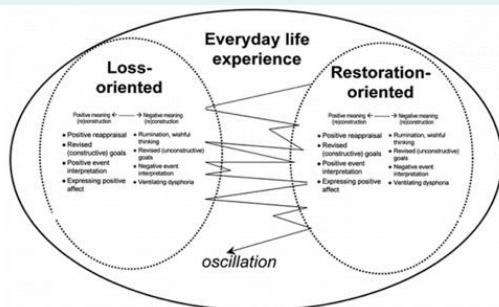 Everyday life
experience
Loss-
oriented
Positive meaning ← ------- → Negative meaning
(re)construction (re)construction
• Positive reappraisal
• Revised
(constructive) goals
• Positive event
interpretation
• Expressing positive
affect
• Rumination, wishful
thinking
• Revised (unconstructive)
goals
• Negative event
interpretation
• Ventilating dysphoria
Restoration-
oriented
Positive meaning ← ------- → Negative meaning
(re)construction (re)construction
• Positive reappraisal
• Revised
(constructive) goals
• Positive event
interpretation
• Expressing positive
affect
• Rumination, wishful
thinking
• Revised (unconstructive)
goals
• Negative event
interpretation
• Ventilating dysphoria
oscillation